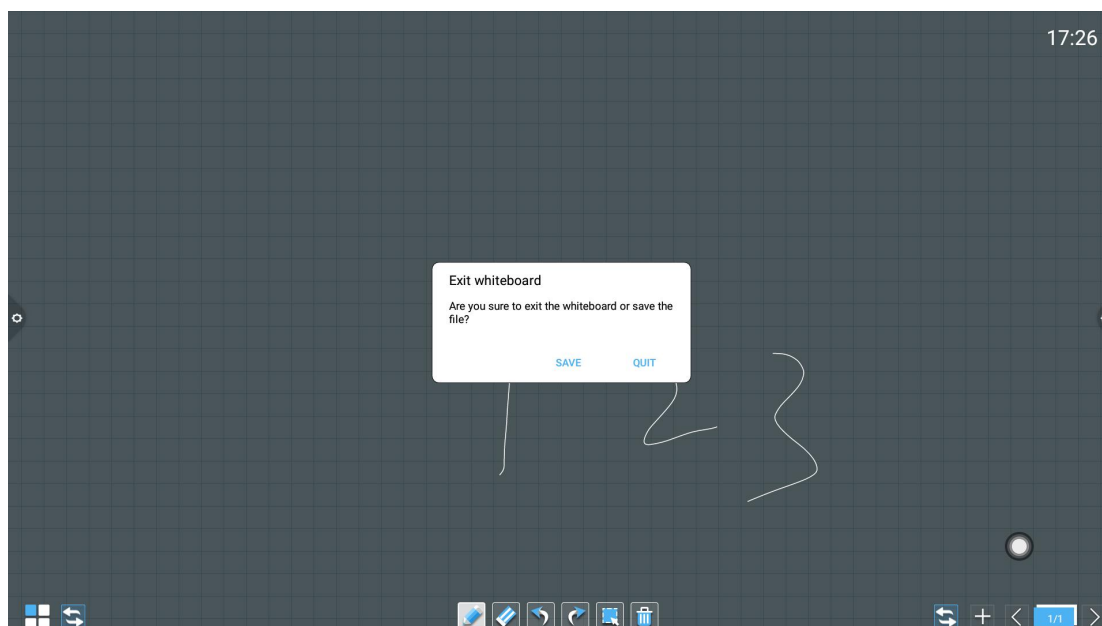 17:26
Exit whiteboard
Are you sure to exit the whiteboard or save the
file?
SAVE QUIT
1 2 3
1/1